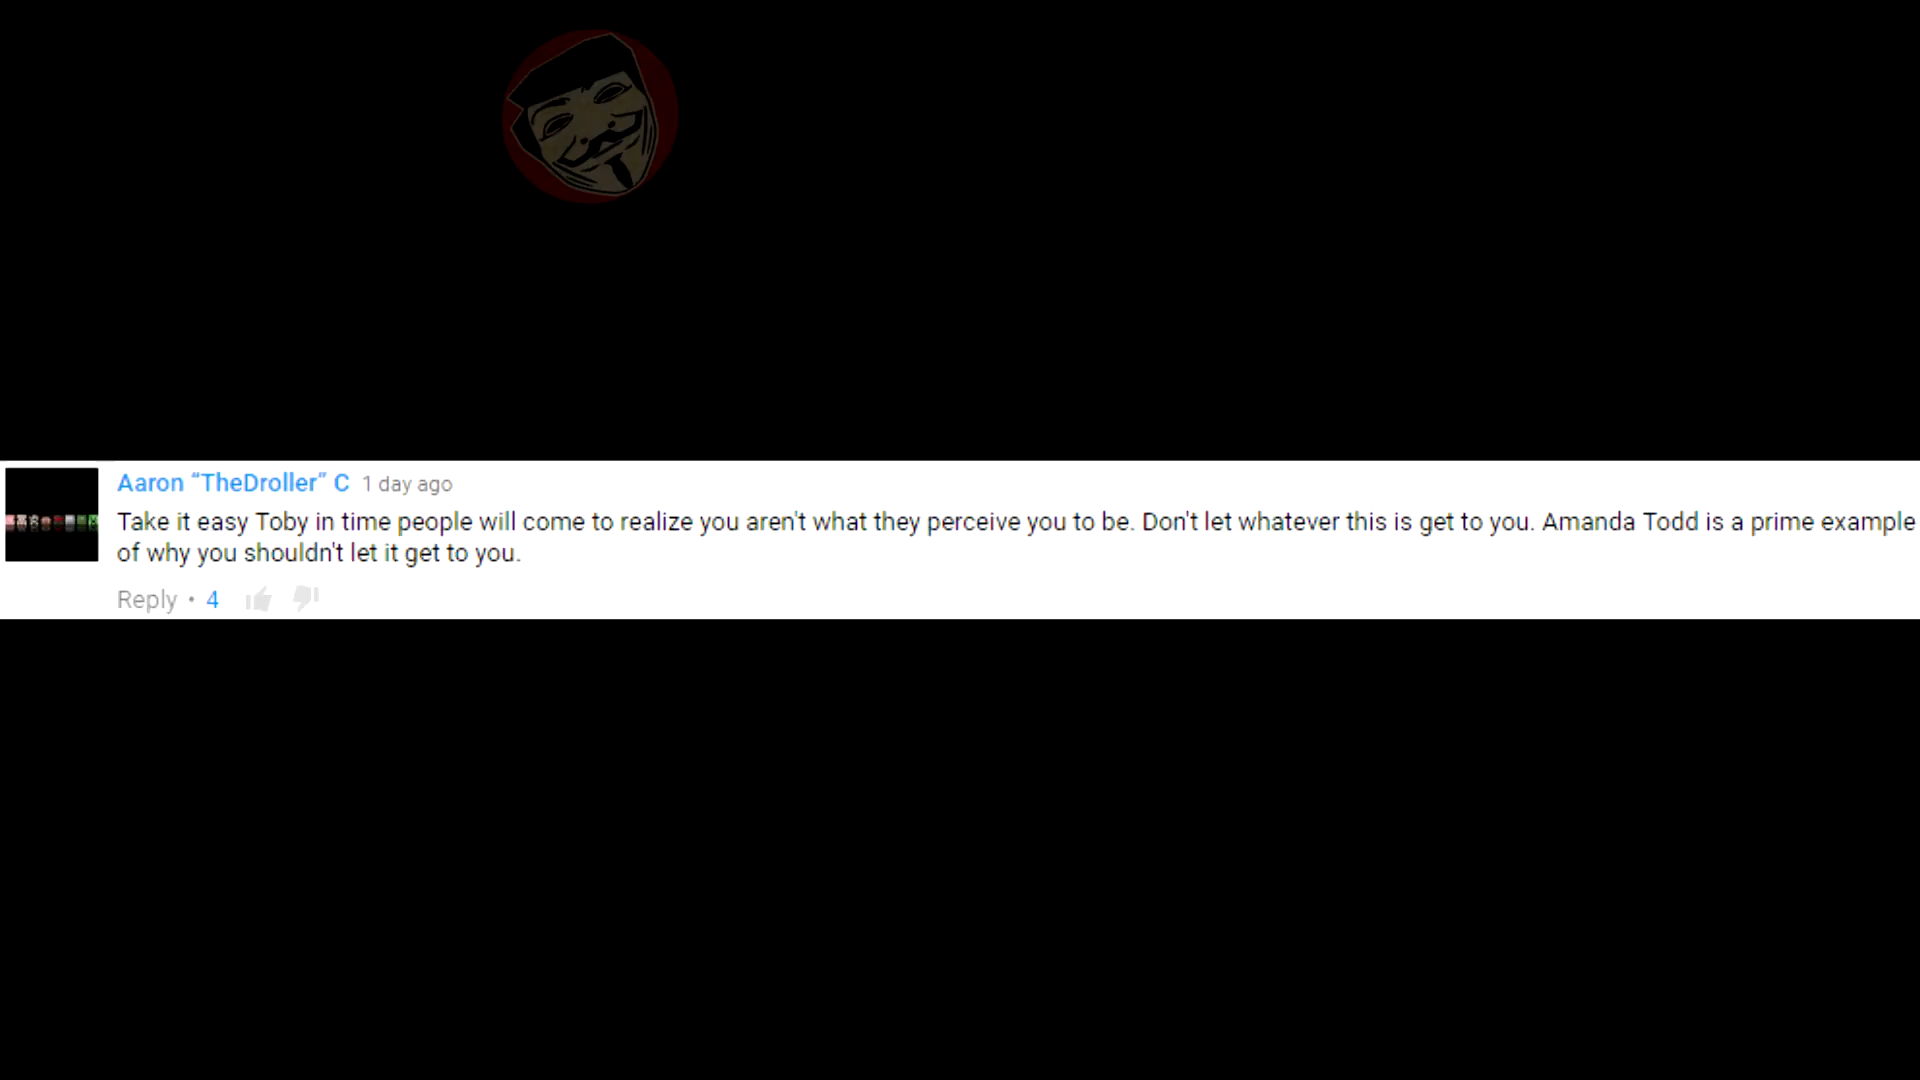 Aaron “TheDroller” C 1 day ago
Take it easy Toby in time people will come to realize you aren't what they perceive you to be. Don't let whatever this is get to you. Amanda Todd is a prime example
of why you shouldn't let it get to you.
Reply • 4